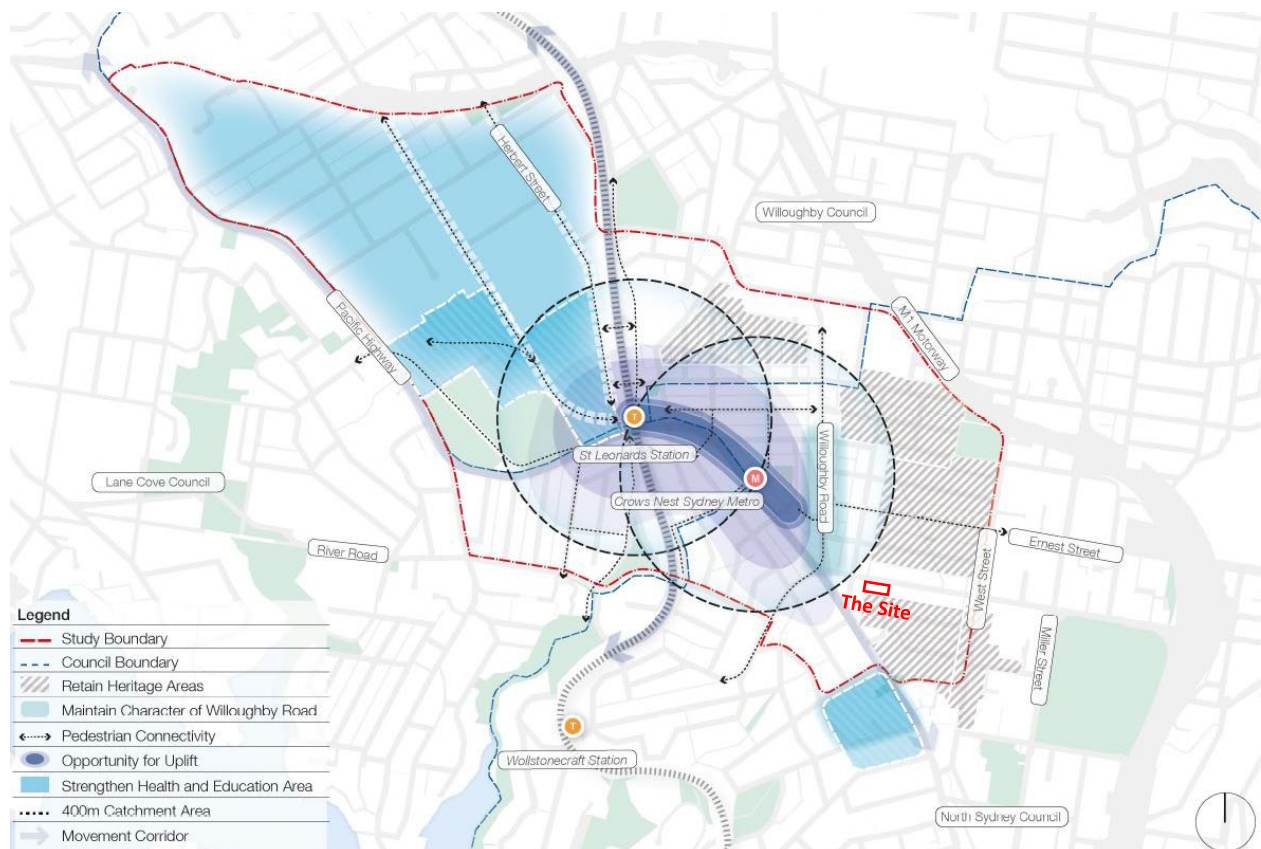 Herbert Street
Willoughby Council
M1 Motorway
Pacific Highway
T
St Leonards Station
Willoughby Road
M
Crows Nest Sydney Metro
Lane Cove Council
River Road
Ernest Street
West Street
The Site
Miller Street
T
Wollstonecraft Station
North Sydney Council
Legend
Study Boundary
Council Boundary
Retain Heritage Areas
Maintain Character of Willoughby Road
Pedestrian Connectivity
Opportunity for Uplift
Strengthen Health and Education Area
400m Catchment Area
Movement Corridor